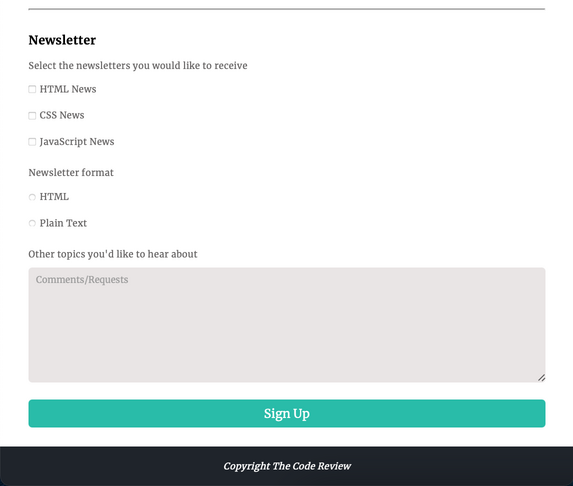 Newsletter
Select the newsletters you would like to receive
HTML News
CSS News
JavaScript News
Newsletter format
HTML
Plain Text
Other topics you'd like to hear about
Comments/Requests
Sign Up
Copyright The Code Review